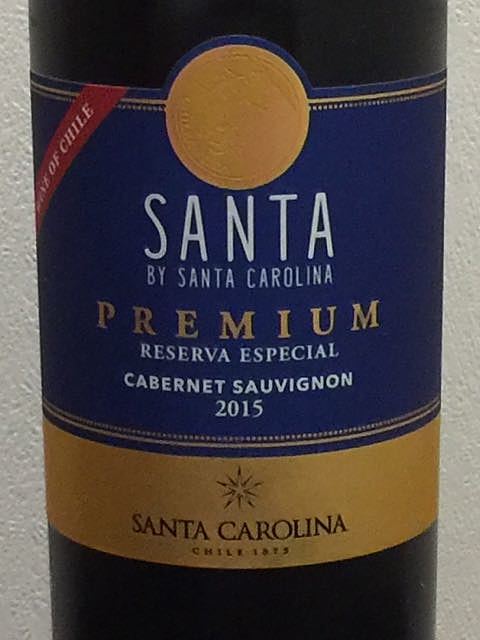 WINE OF CHILE
SANTA
BY SANTA CAROLINA
PREMIUM
RESERVA ESPECIAL
CABERNET SAUVIGNON
2015
SANTA CAROLINA
CHILE 1875